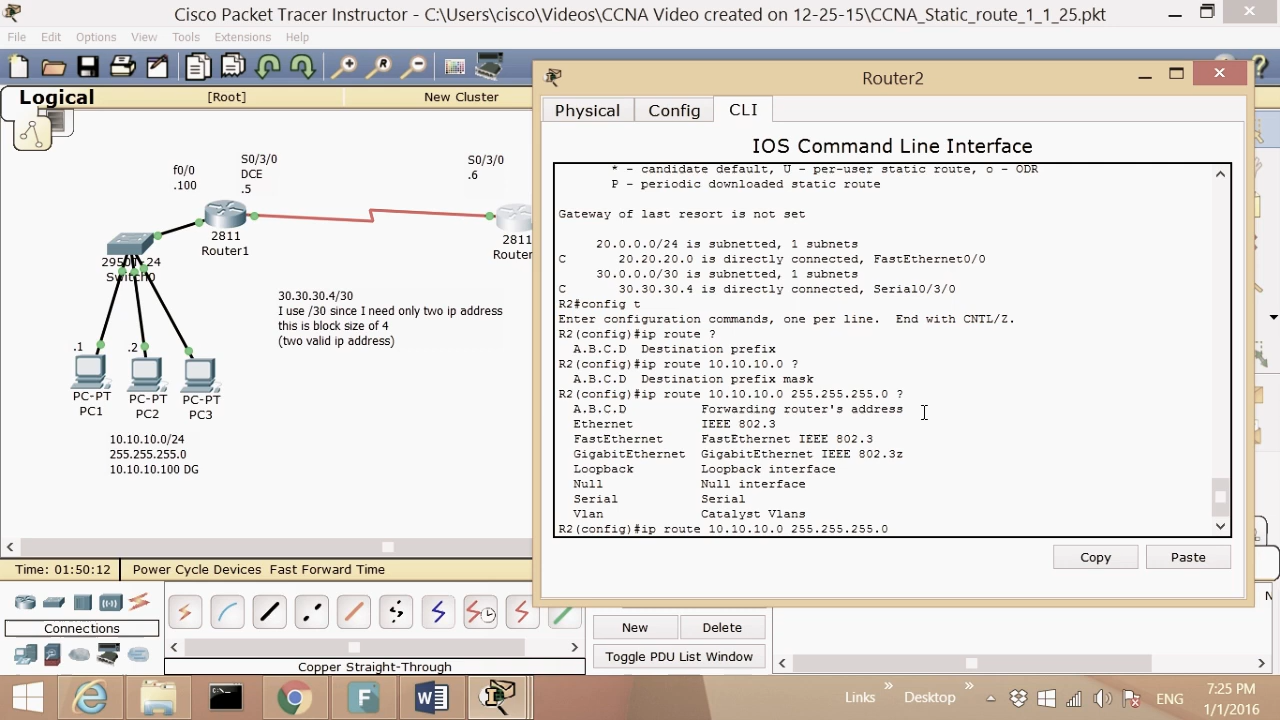 Cisco Packet Tracer Instructor - C:\Users\cisco\Videos\CCNA Video created on 12-25-15\CCNA_Static_route_1_1_25.pkt
File Edit Options View Tools Extensions Help
Logical [Root] New Cluster
S0/3/0
DCE
.5
f0/0
.100
S0/3/0
.6
2811
Router1
2811
Router
2950T-24
Switch0
30.30.30.4/30
I use /30 since I need only two ip address
this is block size of 4
(two valid ip address)
.1
.2
PC-PT
PC1
PC-PT
PC2
PC-PT
PC3
10.10.10.0/24
255.255.255.0
10.10.10.100 DG
Router2
Physical Config CLI
IOS Command Line Interface
* - candidate default, U - per-user static route, o - ODR
P - periodic downloaded static route
Gateway of last resort is not set
20.0.0.0/24 is subnetted, 1 subnets
C 20.20.20.0 is directly connected, FastEthernet0/0
30.0.0.0/30 is subnetted, 1 subnets
C 30.30.30.4 is directly connected, Serial0/3/0
R2#config t
Enter configuration commands, one per line. End with CNTL/Z.
R2(config)#ip route ?
A.B.C.D Destination prefix
R2(config)#ip route 10.10.10.0 ?
A.B.C.D Destination prefix mask
R2(config)#ip route 10.10.10.0 255.255.255.0 ?
A.B.C.D Forwarding router's address
Ethernet IEEE 802.3
FastEthernet FastEthernet IEEE 802.3
GigabitEthernet GigabitEthernet IEEE 802.3z
Loopback Loopback interface
Null Null interface
Serial Serial
Vlan Catalyst Vlans
R2(config)#ip route 10.10.10.0 255.255.255.0
Copy Paste
Time: 01:50:12 Power Cycle Devices Fast Forward Time
Connections
Copper Straight-Through
New Delete
Toggle PDU List Window
N
Links » Desktop » ENG 7:25 PM
1/1/2016